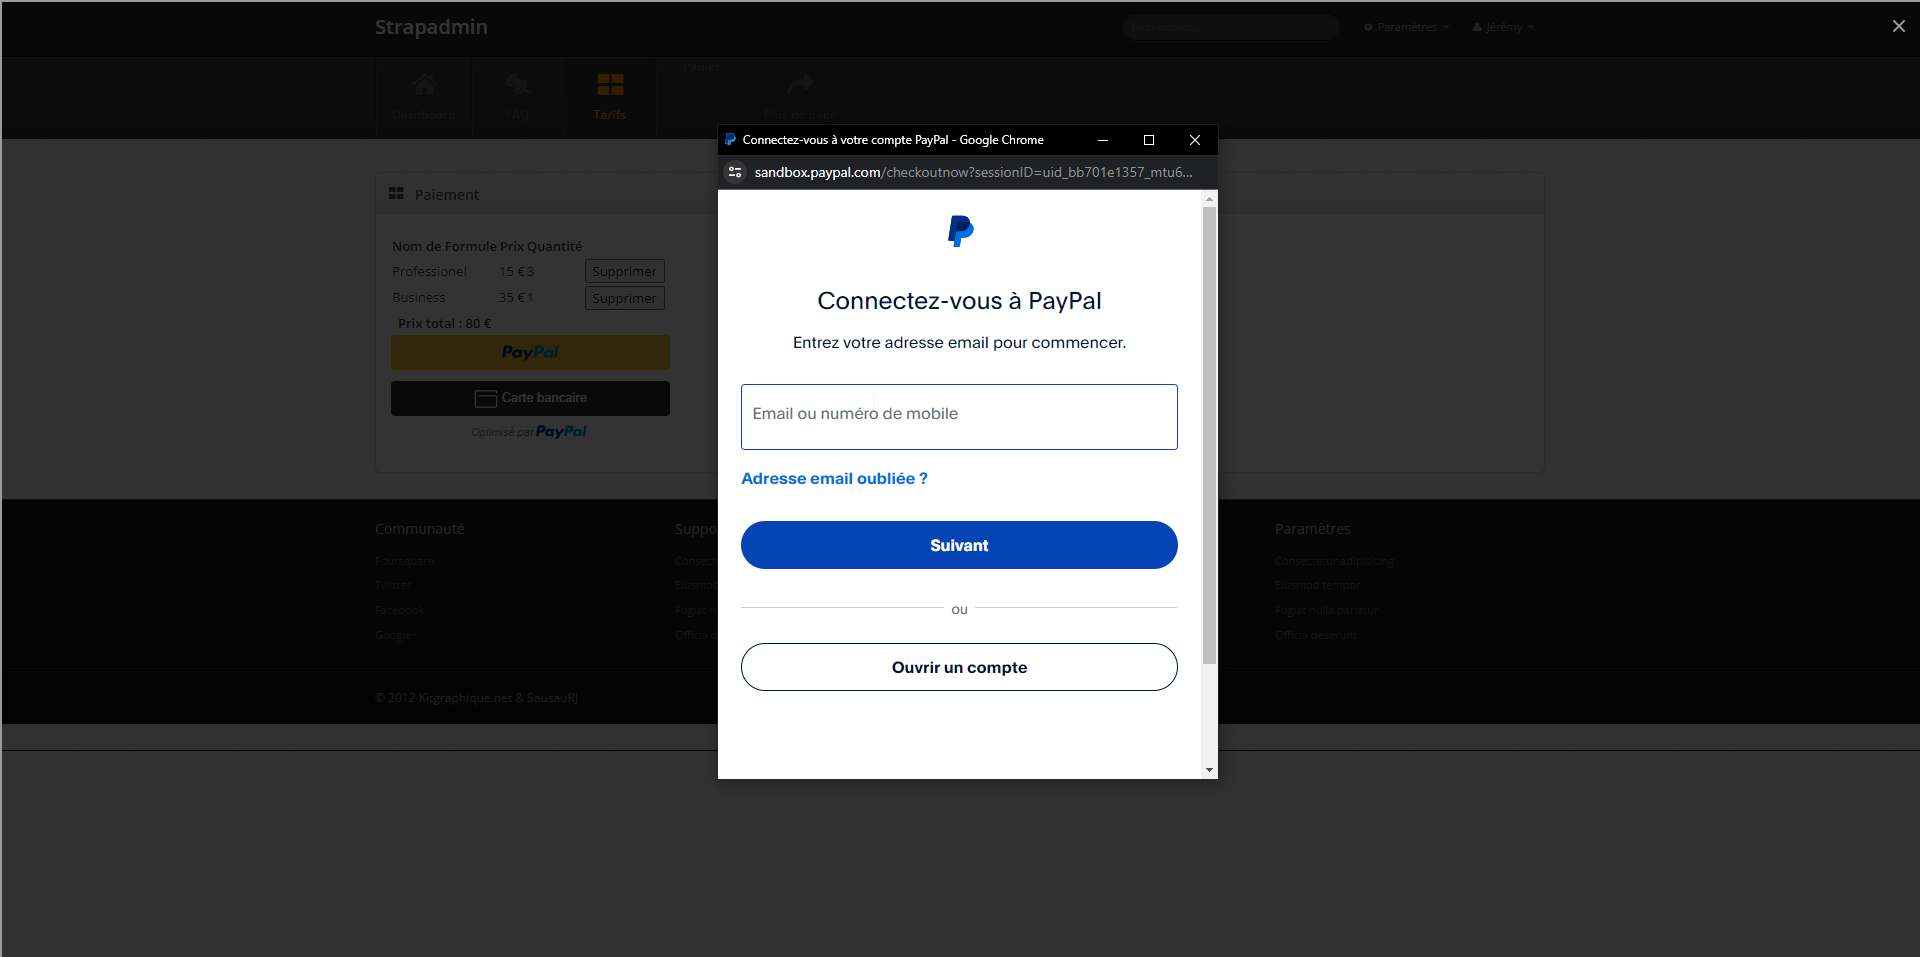 Strapadmin
Rechercher...
Paramètres
Jérémy
Panier
Dashboard
FAQ
Tarifs
Plus de page
Connectez-vous à votre compte PayPal - Google Chrome
sandbox.paypal.com/checkoutnow?sessionID=uid_bb701e1357_mtu6...
Paiement
Nom de Formule Prix Quantité
Professionel 15 € 3 Supprimer
Business 35 € 1 Supprimer
Prix total : 80 €
PayPal
Carte bancaire
Optimisé par PayPal
Connectez-vous à PayPal
Entrez votre adresse email pour commencer.
Email ou numéro de mobile
Adresse email oubliée ?
Suivant
ou
Ouvrir un compte
Communauté
Foursquare
Twitter
Facebook
Google+
Paramètres
Consectetur adipisicing
Eiusmod tempor
Fugiat nulla pariatur
Officia deserunt
© 2012 Kitgraphique.net & SausauRJ